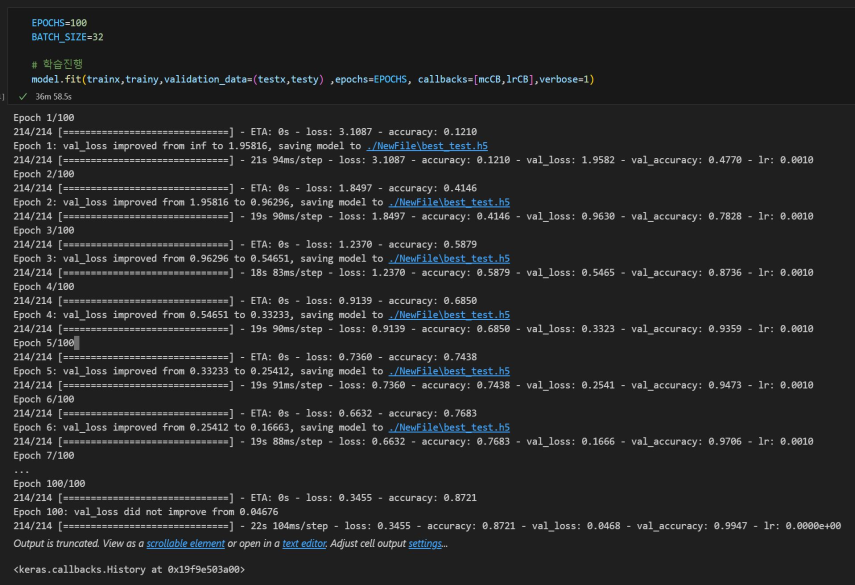 EPOCHS=100
BATCH_SIZE=32
# 학습진행
model.fit(trainx,trainy,validation_data=(testx,testy) ,epochs=EPOCHS, callbacks=[mcCB,lrCB],verbose=1)
✓ 36m 58.5s
Epoch 1/100
214/214 [==============================] - ETA: 0s - loss: 3.1087 - accuracy: 0.1210
Epoch 1: val_loss improved from inf to 1.95816, saving model to ./NewFile\best_test.h5
214/214 [==============================] - 21s 94ms/step - loss: 3.1087 - accuracy: 0.1210 - val_loss: 1.9582 - val_accuracy: 0.4770 - lr: 0.0010
Epoch 2/100
214/214 [==============================] - ETA: 0s - loss: 1.8497 - accuracy: 0.4146
Epoch 2: val_loss improved from 1.95816 to 0.96296, saving model to ./NewFile\best_test.h5
214/214 [==============================] - 19s 90ms/step - loss: 1.8497 - accuracy: 0.4146 - val_loss: 0.9630 - val_accuracy: 0.7828 - lr: 0.0010
Epoch 3/100
214/214 [==============================] - ETA: 0s - loss: 1.2370 - accuracy: 0.5879
Epoch 3: val_loss improved from 0.96296 to 0.54651, saving model to ./NewFile\best_test.h5
214/214 [==============================] - 18s 83ms/step - loss: 1.2370 - accuracy: 0.5879 - val_loss: 0.5465 - val_accuracy: 0.8736 - lr: 0.0010
Epoch 4/100
214/214 [==============================] - ETA: 0s - loss: 0.9139 - accuracy: 0.6850
Epoch 4: val_loss improved from 0.54651 to 0.33233, saving model to ./NewFile\best_test.h5
214/214 [==============================] - 19s 90ms/step - loss: 0.9139 - accuracy: 0.6850 - val_loss: 0.3323 - val_accuracy: 0.9359 - lr: 0.0010
Epoch 5/100
214/214 [==============================] - ETA: 0s - loss: 0.7360 - accuracy: 0.7438
Epoch 5: val_loss improved from 0.33233 to 0.25412, saving model to ./NewFile\best_test.h5
214/214 [==============================] - 19s 91ms/step - loss: 0.7360 - accuracy: 0.7438 - val_loss: 0.2541 - val_accuracy: 0.9473 - lr: 0.0010
Epoch 6/100
214/214 [==============================] - ETA: 0s - loss: 0.6632 - accuracy: 0.7683
Epoch 6: val_loss improved from 0.25412 to 0.16663, saving model to ./NewFile\best_test.h5
214/214 [==============================] - 19s 88ms/step - loss: 0.6632 - accuracy: 0.7683 - val_loss: 0.1666 - val_accuracy: 0.9706 - lr: 0.0010
Epoch 7/100
...
Epoch 100/100
214/214 [==============================] - ETA: 0s - loss: 0.3455 - accuracy: 0.8721
Epoch 100: val_loss did not improve from 0.04676
214/214 [==============================] - 22s 104ms/step - loss: 0.3455 - accuracy: 0.8721 - val_loss: 0.0468 - val_accuracy: 0.9947 - lr: 0.0000e+00
Output is truncated. View as a scrollable element or open in a text editor. Adjust cell output settings...
<keras.callbacks.History at 0x19f9e503a00>